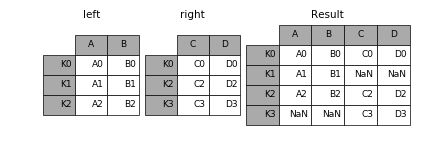 left
A B
K0 A0 B0
K1 A1 B1
K2 A2 B2
right
C D
K0 C0 D0
K2 C2 D2
K3 C3 D3
Result
A B C D
K0 A0 B0 C0 D0
K1 A1 B1 NaN NaN
K2 A2 B2 C2 D2
K3 NaN NaN C3 D3